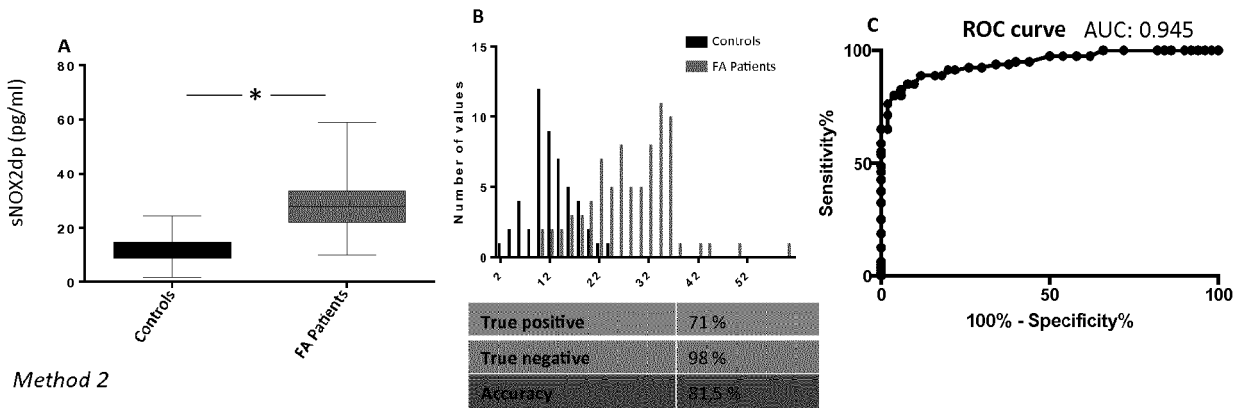 A
80
60
40
20
0
sNOX2dp (pg/ml)
*
Controls
FA Patients
Method 2
B
Controls
FA Patients
15
10
5
0
Number of values
2
12
22
32
42
52
True positive 71 %
True negative 98 %
Accuracy 81.5 %
C
ROC curve AUC: 0.945
100
50
0
Sensitivity%
0 50 100
100% - Specificity%